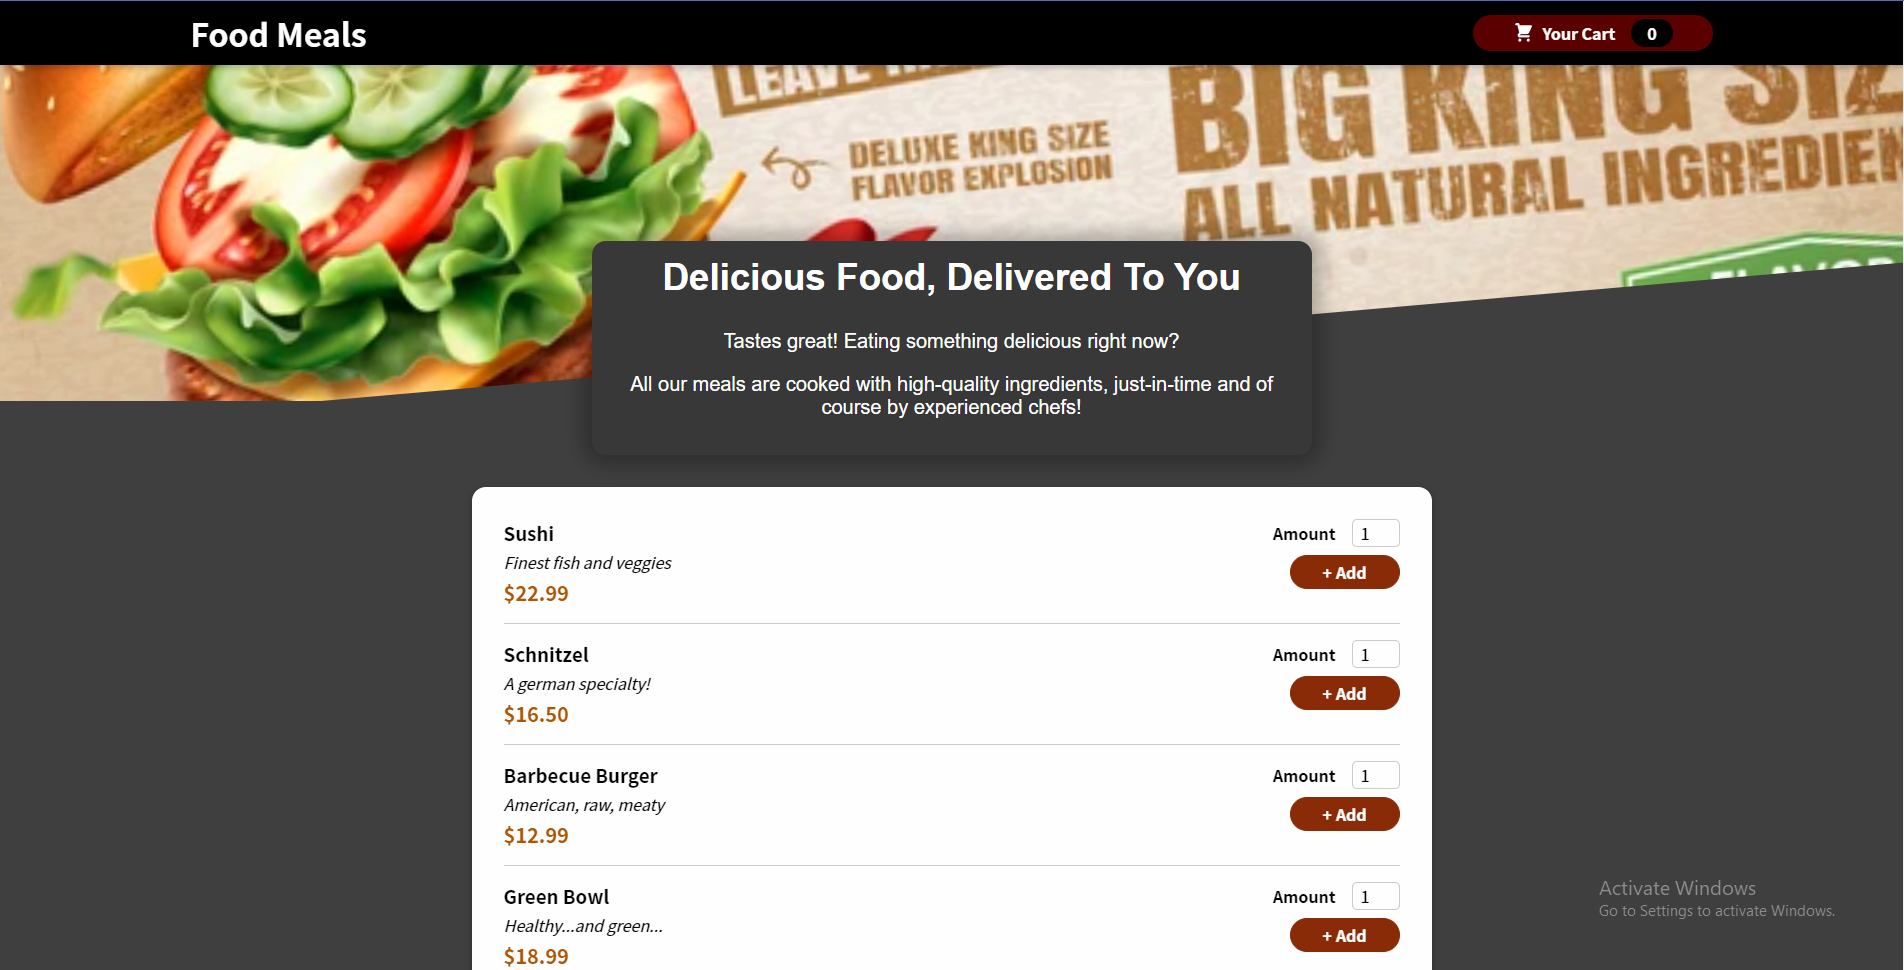 Food Meals
Your Cart 0
DELUXE KING SIZE
FLAVOR EXPLOSION
BIG KING
ALL NATURAL
Delicious Food, Delivered To You
Tastes great! Eating something delicious right now?
All our meals are cooked with high-quality ingredients, just-in-time and of
course by experienced chefs!
Sushi
Amount 1
Finest fish and veggies
+ Add
$22.99
Schnitzel
Amount 1
A german specialty!
+ Add
$16.50
Barbecue Burger
Amount 1
American, raw, meaty
+ Add
$12.99
Green Bowl
Amount 1
Healthy...and green...
+ Add
$18.99
Activate Windows
Go to Settings to activate Windows.